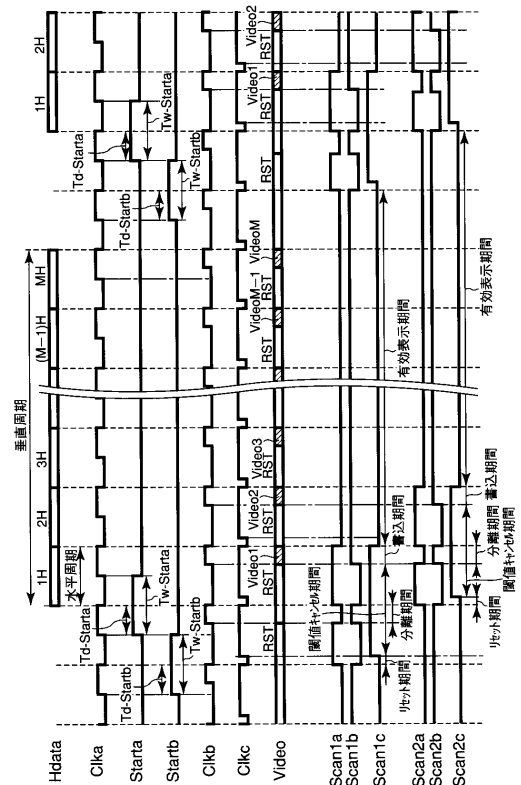 垂直周期
1H
2H
3H
(M−1)H
MH
1H
2H
水平周期
Hdata
Clka
Td-Starta
Td-Starta
Starta
Tw-Starta
Tw-Starta
Td-Startb
Td-Startb
Startb
Tw-Startb
Tw-Startb
Clkb
Clkc
Video
RST
RST
Video1
RST
Video2
RST
Video3
RST
VideoM−1
RST
VideoM
RST
RST
Video1
RST
Video2
Scan1a
Scan1b
Scan1c
リセット期間
閾値キャンセル期間
分離期間
書込期間
有効表示期間
Scan2a
Scan2b
Scan2c
リセット期間
閾値キャンセル期間
分離期間
書込期間
有効表示期間